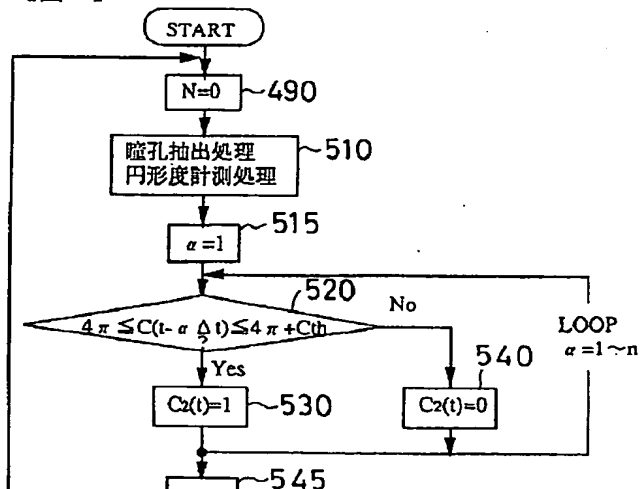 START
N=0
490
瞳孔抽出処理
円形度計測処理
510
515
α=1
520
4π≦C(t-αΔt)≦4π+Cth
?
No
Yes
LOOP
α=1~n
540
C2(t)=1
530
C2(t)=0
545